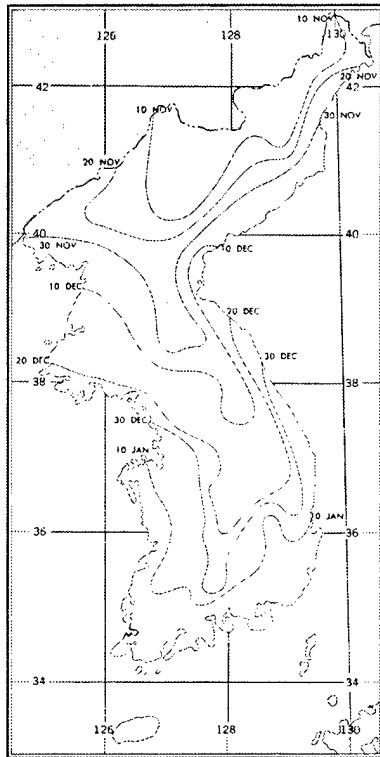 10 NOV
126 128 130
42 42
20 NOV
10 NOV
30 NOV
20 NOV
40 40
30 NOV
10 DEC
10 DEC
20 DEC
20 DEC
30 DEC
38 38
30 DEC
10 JAN
10 JAN
36 36
34 34
126 128 130